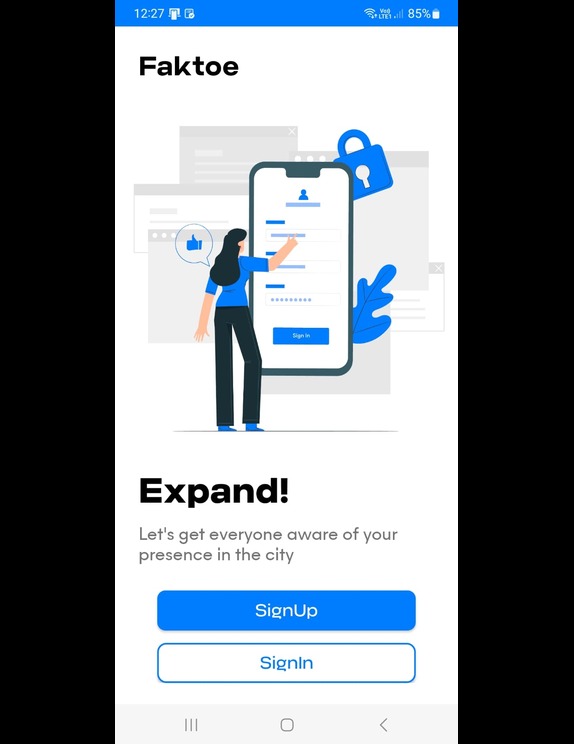 12:27
Vo)) LTE1 85%
Faktoe
Sign in
Expand!
Let's get everyone aware of your
presence in the city
SignUp
SignIn